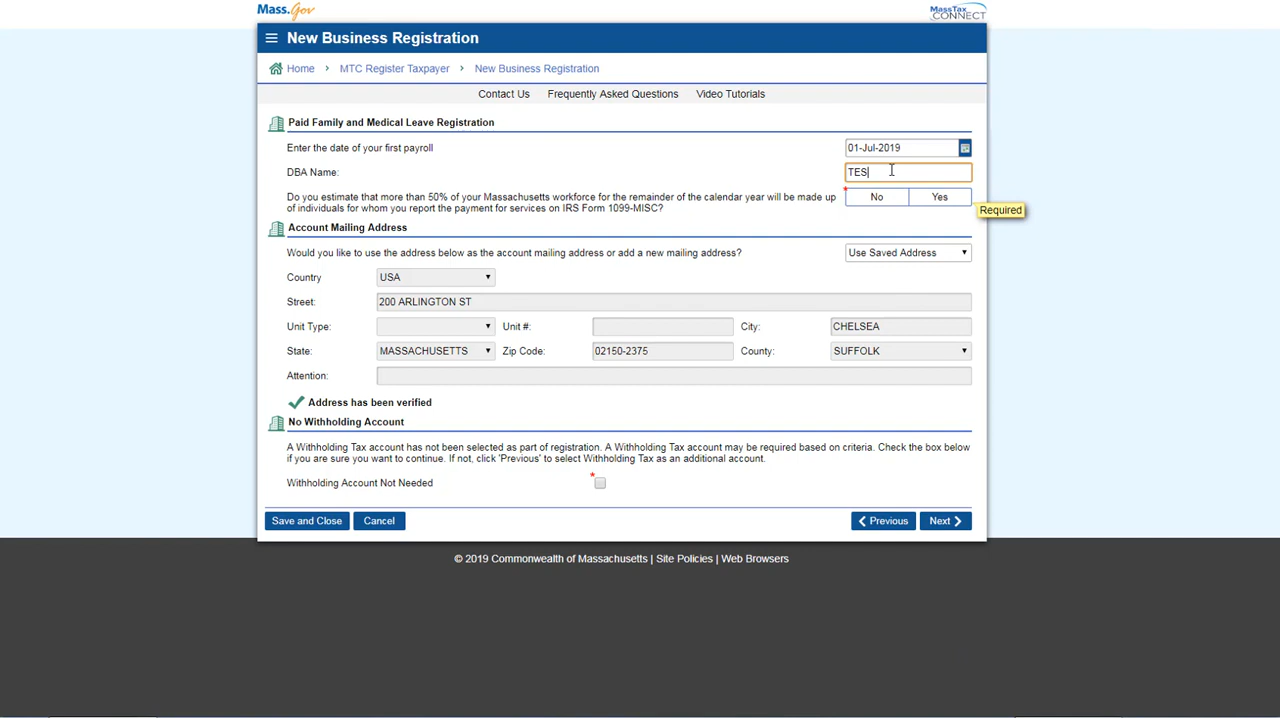 Mass.Gov
MassTax
CONNECT
New Business Registration
Home › MTC Register Taxpayer › New Business Registration
Contact Us Frequently Asked Questions Video Tutorials
Paid Family and Medical Leave Registration
Enter the date of your first payroll 01-Jul-2019
DBA Name: TES
Do you estimate that more than 50% of your Massachusetts workforce for the remainder of the calendar year will be made up * No Yes
of individuals for whom you report the payment for services on IRS Form 1099-MISC? Required
Account Mailing Address
Would you like to use the address below as the account mailing address or add a new mailing address? Use Saved Address
Country USA
Street: 200 ARLINGTON ST
Unit Type: Unit #: City: CHELSEA
State: MASSACHUSETTS Zip Code: 02150-2375 County: SUFFOLK
Attention:
Address has been verified
No Withholding Account
A Withholding Tax account has not been selected as part of registration. A Withholding Tax account may be required based on criteria. Check the box below
if you are sure you want to continue. If not, click 'Previous' to select Withholding Tax as an additional account.
Withholding Account Not Needed *
Save and Close Cancel Previous Next
© 2019 Commonwealth of Massachusetts | Site Policies | Web Browsers